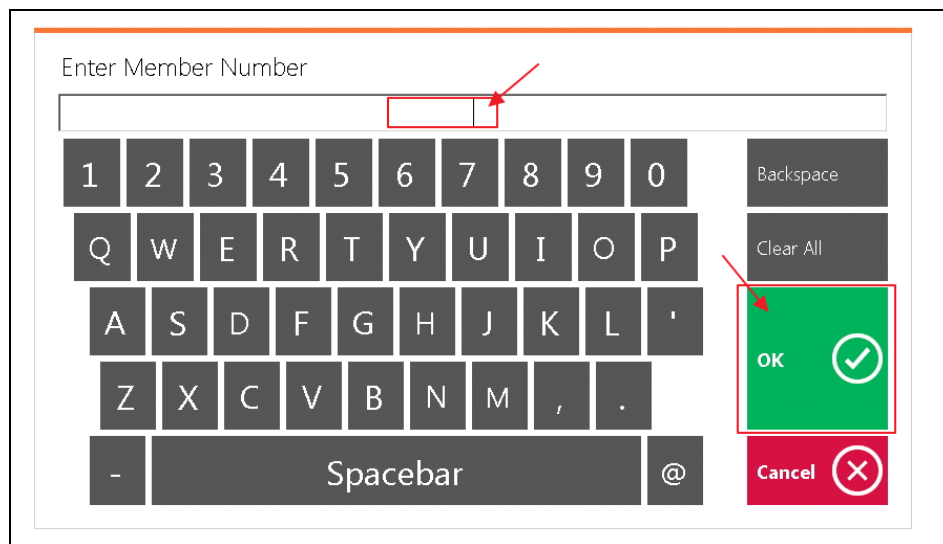 Enter Member Number
1 2 3 4 5 6 7 8 9 0 Backspace
Q W E R T Y U I O P Clear All
A S D F G H J K L '
OK
Z X C V B N M , .
- Spacebar @ Cancel